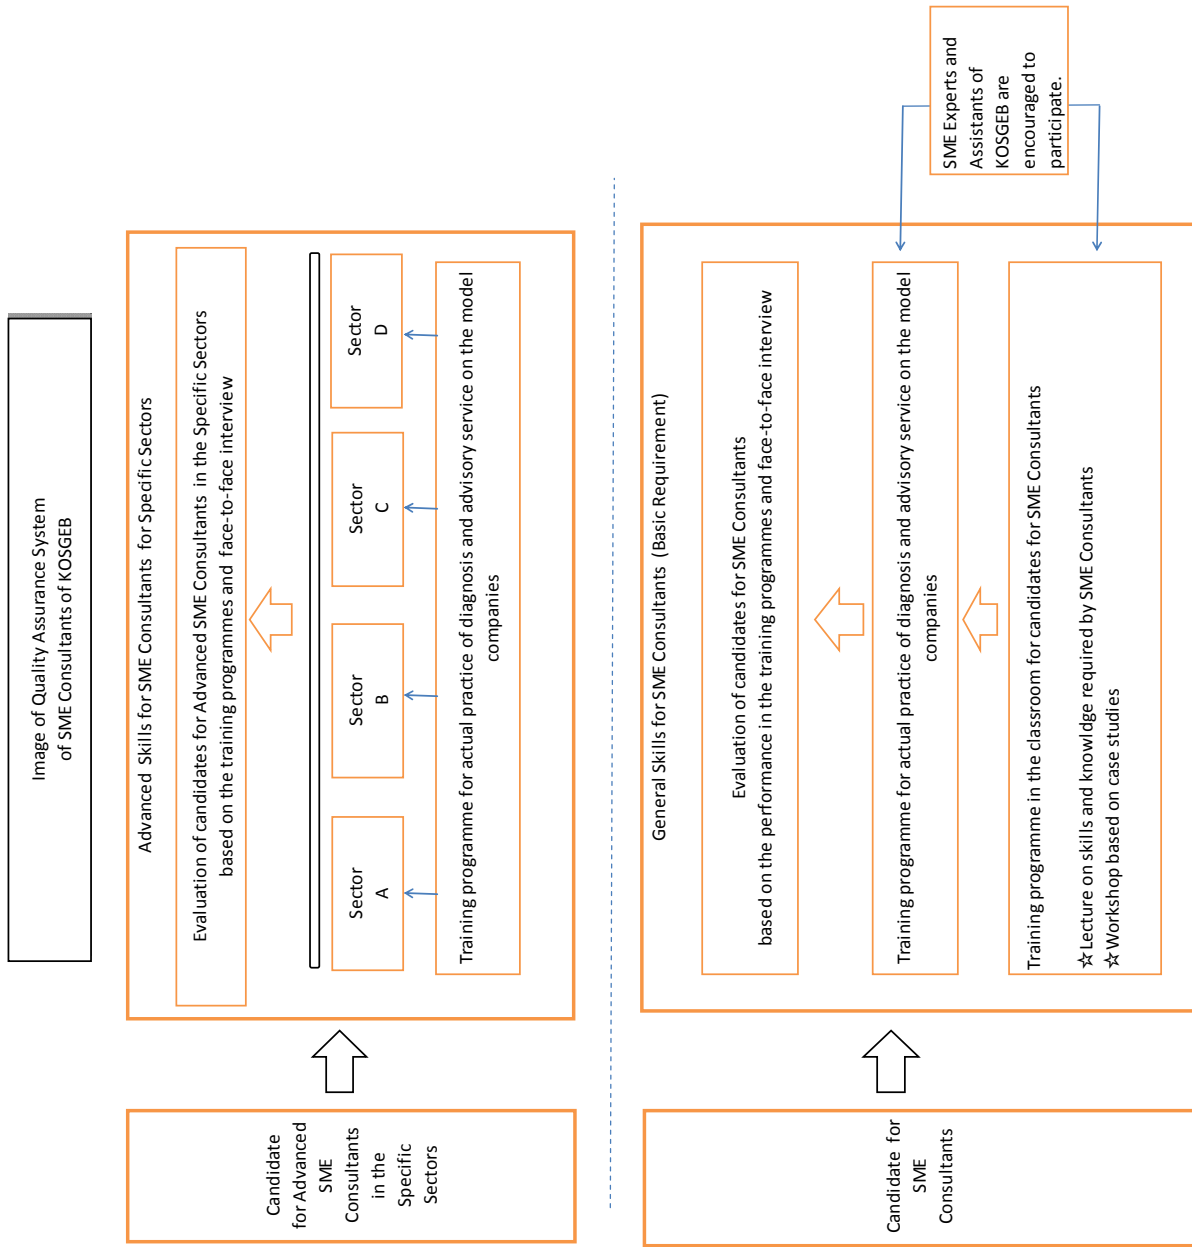 Image of Quality Assurance System
of SME Consultants of KOSGEB
Advanced Skills for SME Consultants for Specific Sectors
Evaluation of candidates for Advanced SME Consultants in the Specific Sectors
based on the training programmes and face-to-face interview
Sector
A
Sector
B
Sector
C
Sector
D
Training programme for actual practice of diagnosis and advisory service on the model
companies
Candidate
for Advanced
SME
Consultants
in the
Specific
Sectors
General Skills for SME Consultants (Basic Requirement)
Evaluation of candidates for SME Consultants
based on the performance in the training programmes and face-to-face interview
Training programme for actual practice of diagnosis and advisory service on the model
companies
Training programme in the classroom for candidates for SME Consultants
☆Lecture on skills and knowldge required by SME Consultants
☆Workshop based on case studies
Candidate for
SME
Consultants
SME Experts and
Assistants of
KOSGEB are
encouraged to
participate.